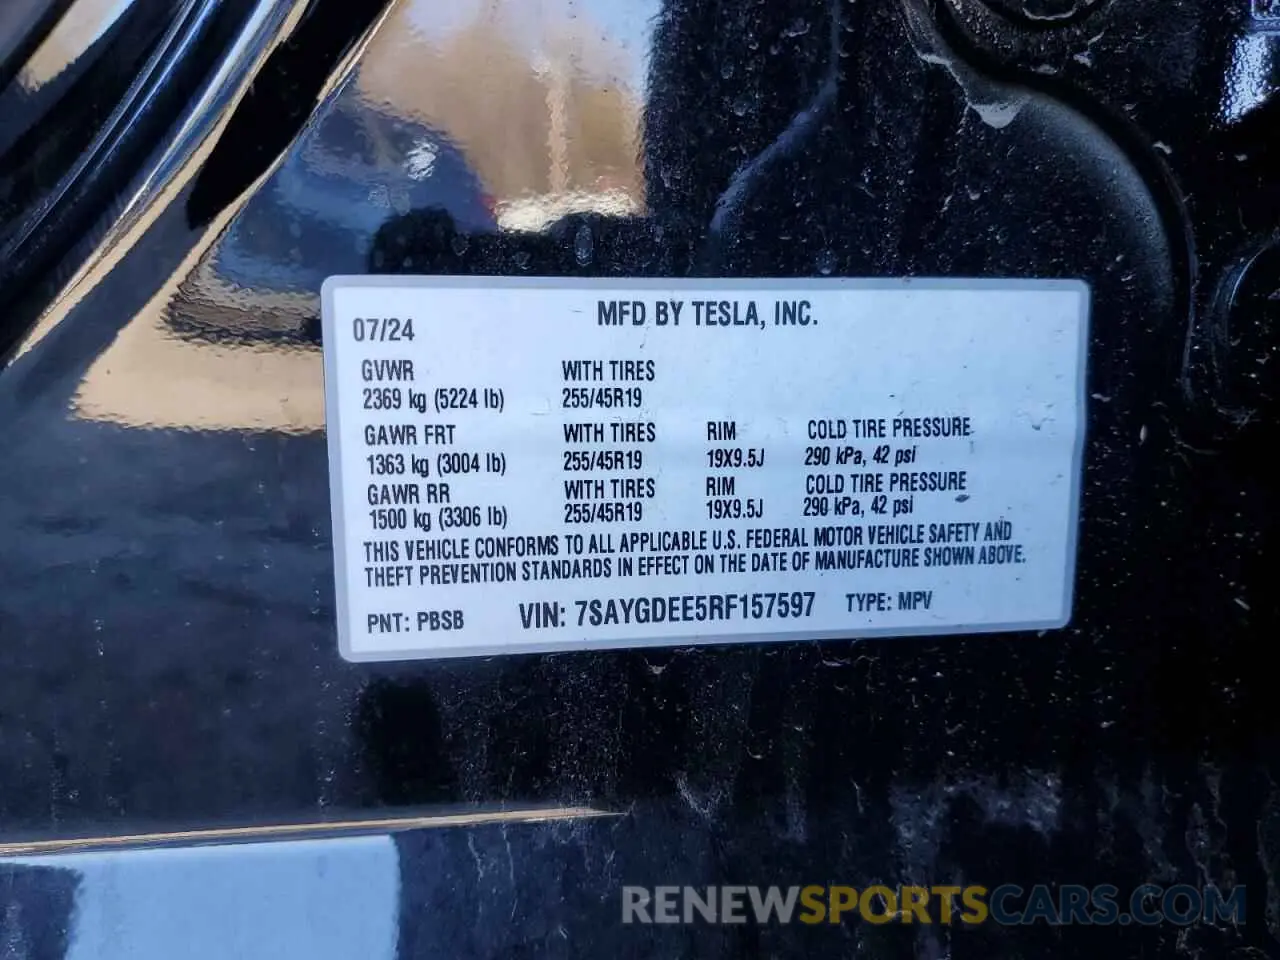 MFD BY TESLA, INC.
07/24
GVWR WITH TIRES
2369 kg (5224 lb) 255/45R19
GAWR FRT WITH TIRES RIM COLD TIRE PRESSURE
1363 kg (3004 lb) 255/45R19 19X9.5J 290 kPa, 42 psi
GAWR RR WITH TIRES RIM COLD TIRE PRESSURE
1500 kg (3306 lb) 255/45R19 19X9.5J 290 kPa, 42 psi
THIS VEHICLE CONFORMS TO ALL APPLICABLE U.S. FEDERAL MOTOR VEHICLE SAFETY AND
THEFT PREVENTION STANDARDS IN EFFECT ON THE DATE OF MANUFACTURE SHOWN ABOVE.
PNT: PBSB VIN: 7SAYGDEE5RF157597 TYPE: MPV
RENEWSPORTSCARS.COM